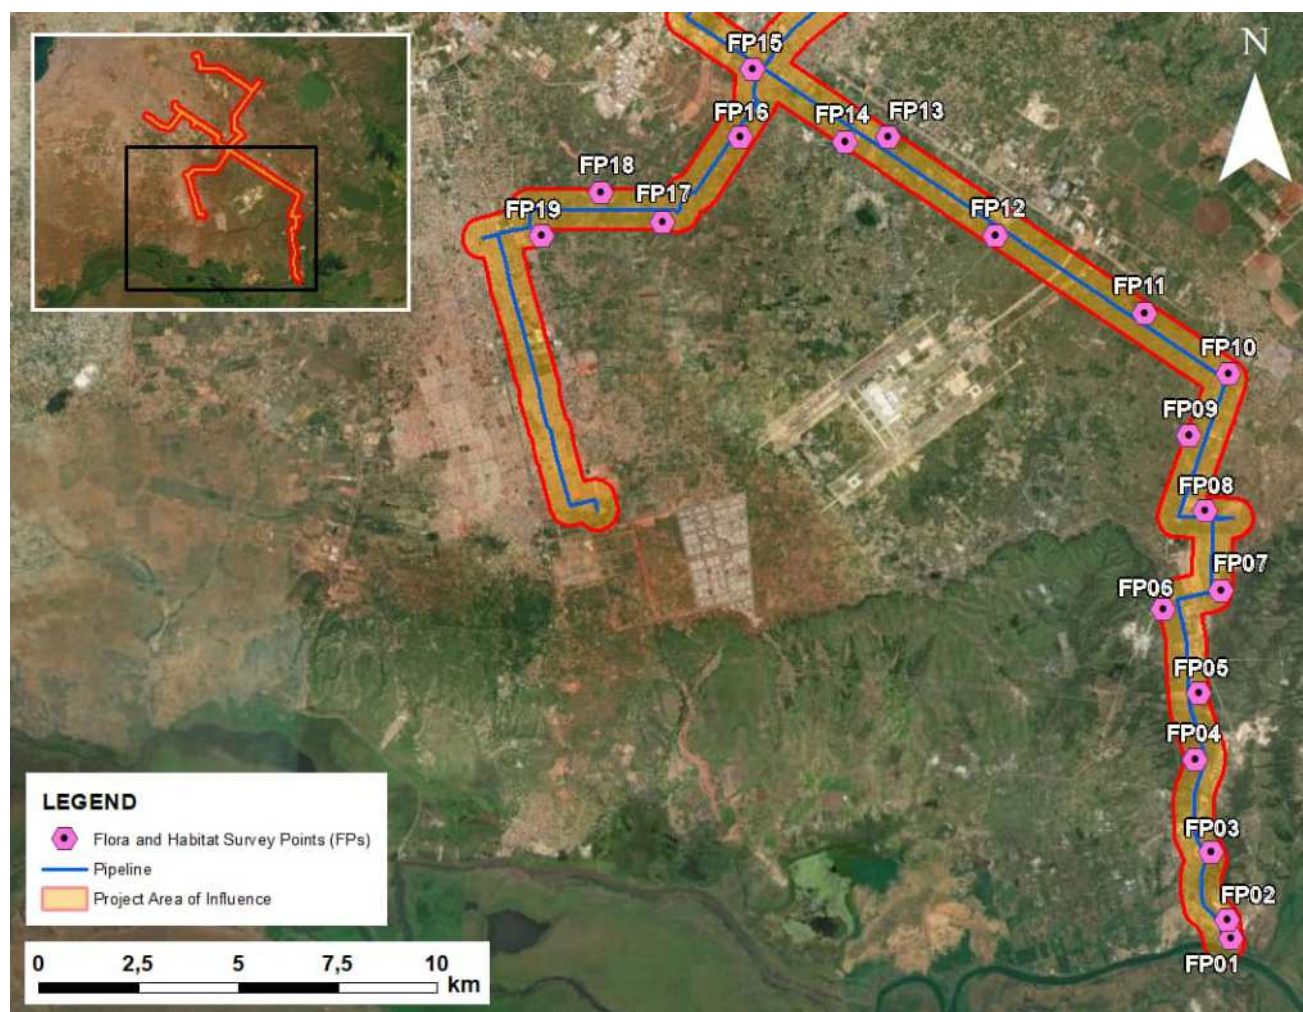 N
FP15
FP16
FP14
FP13
FP18
FP17
FP19
FP12
FP11
FP10
FP09
FP08
FP07
FP06
FP05
FP04
FP03
FP02
FP01
LEGEND
Flora and Habitat Survey Points (FPs)
Pipeline
Project Area of Influence
0 2,5 5 7,5 10
km